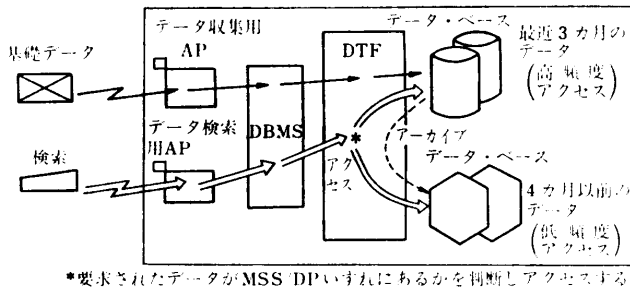 データ収集用
AP
基礎データ
DTF
データ・ベース
最近3カ月の
データ
(高頻度
アクセス)
データ検索
用AP
DBMS
*
アクセス
アーカイブ
検索
データ・ベース
4カ月以前の
データ
(低頻度
アクセス)
*要求されたデータがMSS/DPいずれにあるかを判断しアクセスする